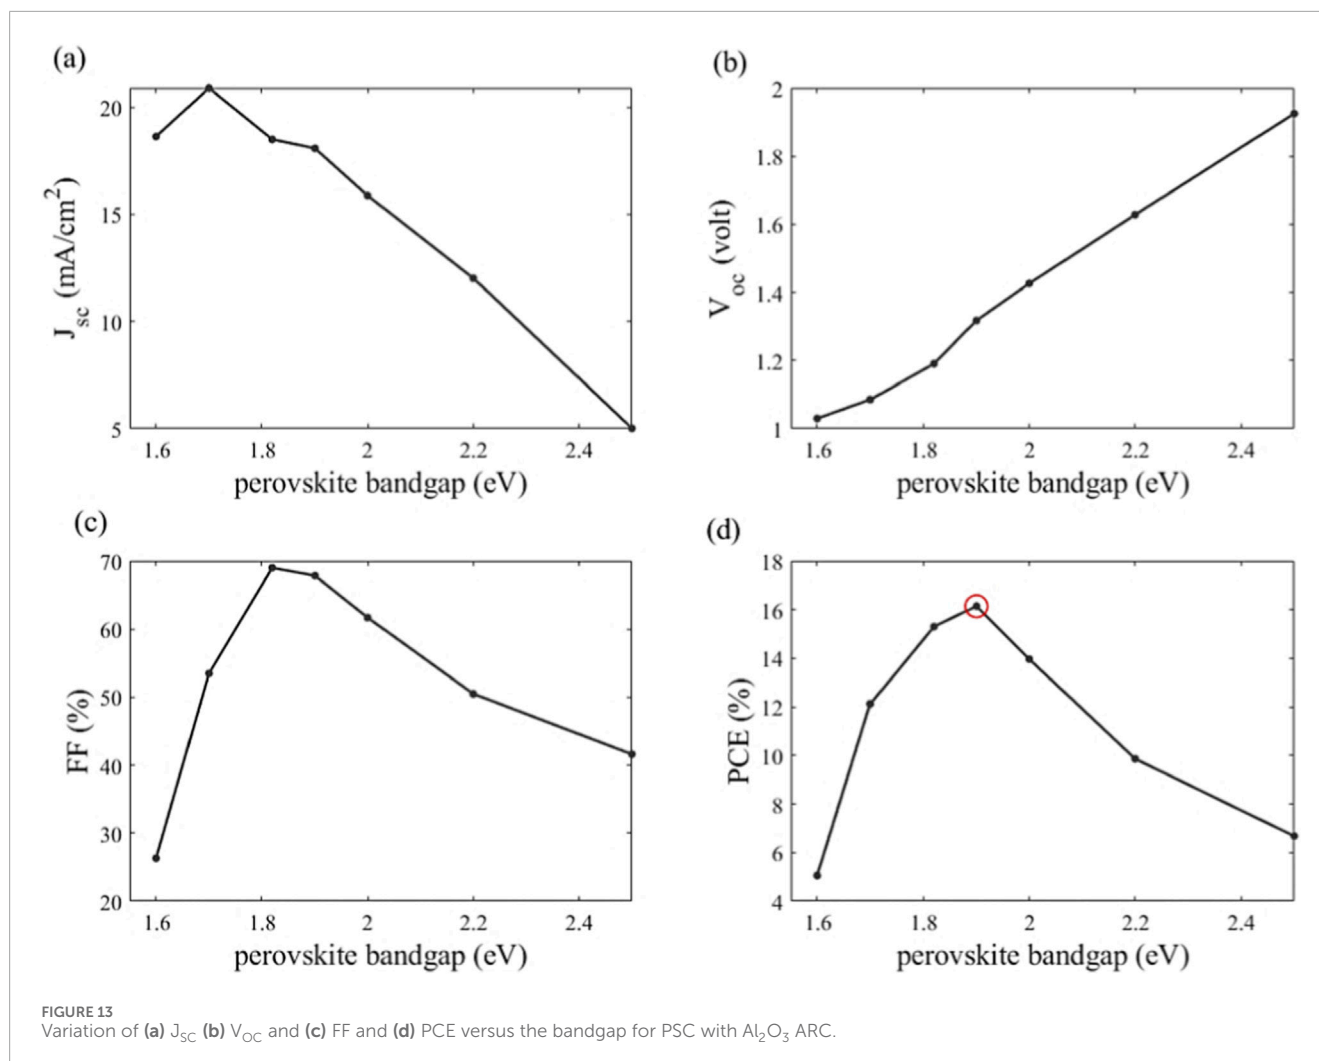 (a)
20
15
10
5
J_sc (mA/cm²)
1.6 1.8 2 2.2 2.4
perovskite bandgap (eV)
(b)
2
1.8
1.6
1.4
1.2
1
V_oc (volt)
1.6 1.8 2 2.2 2.4
perovskite bandgap (eV)
(c)
70
60
50
40
30
20
FF (%)
1.6 1.8 2 2.2 2.4
perovskite bandgap (eV)
(d)
18
16
14
12
10
8
6
4
PCE (%)
1.6 1.8 2 2.2 2.4
perovskite bandgap (eV)
FIGURE 13
Variation of (a) J_SC (b) V_OC and (c) FF and (d) PCE versus the bandgap for PSC with Al₂O₃ ARC.